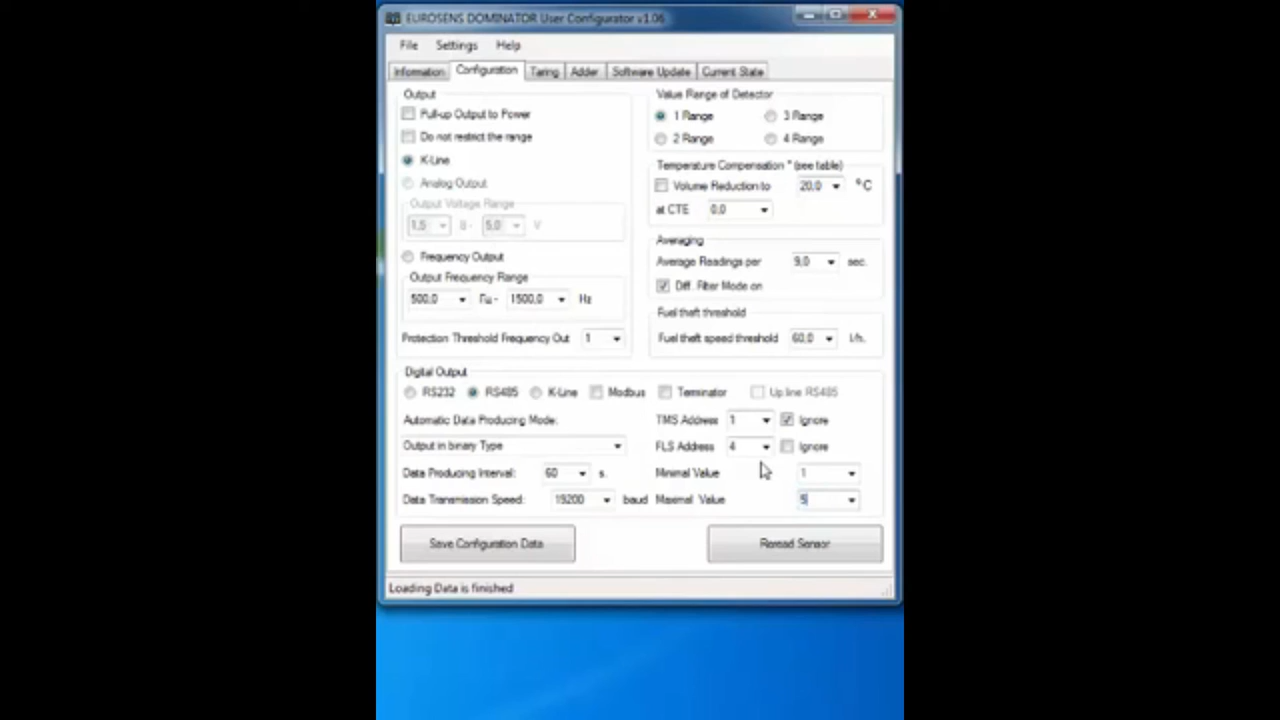 EUROSENS DOMINATOR User Configurator v1.06
File Settings Help
Information Configuration Taring Adder Software Update Current State
Output
Pull-up Output to Power
Do not restrict the range
K-Line
Analog Output
Output Voltage Range
1,5 В - 5,0 V
Frequency Output
Output Frequency Range
500,0 Гц - 1500,0 Hz
Protection Threshold Frequency Out 1
Value Range of Detector
1 Range 3 Range
2 Range 4 Range
Temperature Compensation * (see table)
Volume Reduction to 20,0 °C
at CTE 0,0
Averaging
Average Readings per 9,0 sec.
Diff. Filter Mode on
Fuel theft threshold
Fuel theft speed threshold 60,0 l/h.
Digital Output
RS232 RS485 K-Line Modbus Terminator Up line RS485
Automatic Data Producing Mode: TMS Address 1 Ignore
Output in binary Type FLS Address 4 Ignore
Data Producing Interval: 60 s. Minimal Value 1
Data Transmission Speed: 19200 baud Maximal Value 5
Save Configuration Data Reread Sensor
Loading Data is finished